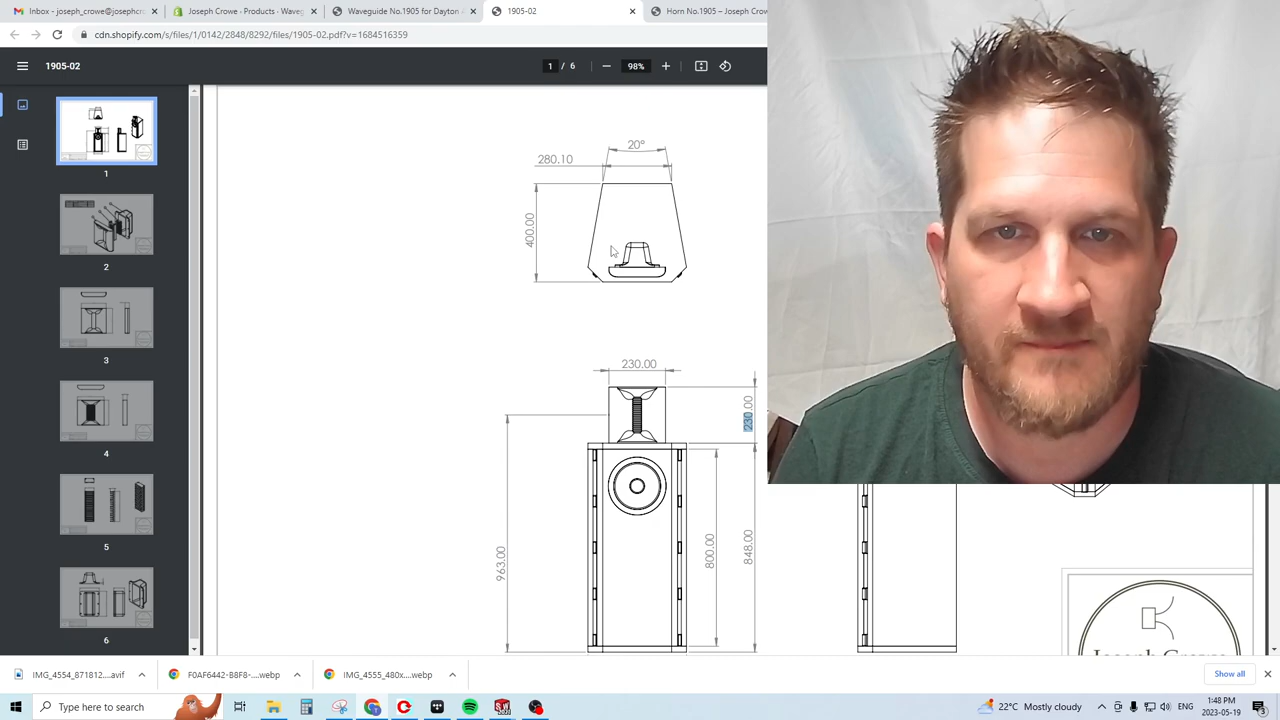 Inbox - joseph_crowe@josephcr
Joseph Crowe · Products · Waveg
Waveguide No.1905 for Dayton
1905-02
Horn No.1905 – Joseph Crow
cdn.shopify.com/s/files/1/0142/2848/8292/files/1905-02.pdf?v=1684516359
1905-02
1 / 6
98%
1
2
3
4
5
6
20°
280.10
400.00
230.00
230.00
963.00
800.00
848.00
IMG_4554_871812....avif
F0AF6442-B8F8-....webp
IMG_4555_480x....webp
Show all
Type here to search
22°C Mostly cloudy
ENG
1:48 PM
2023-05-19
3